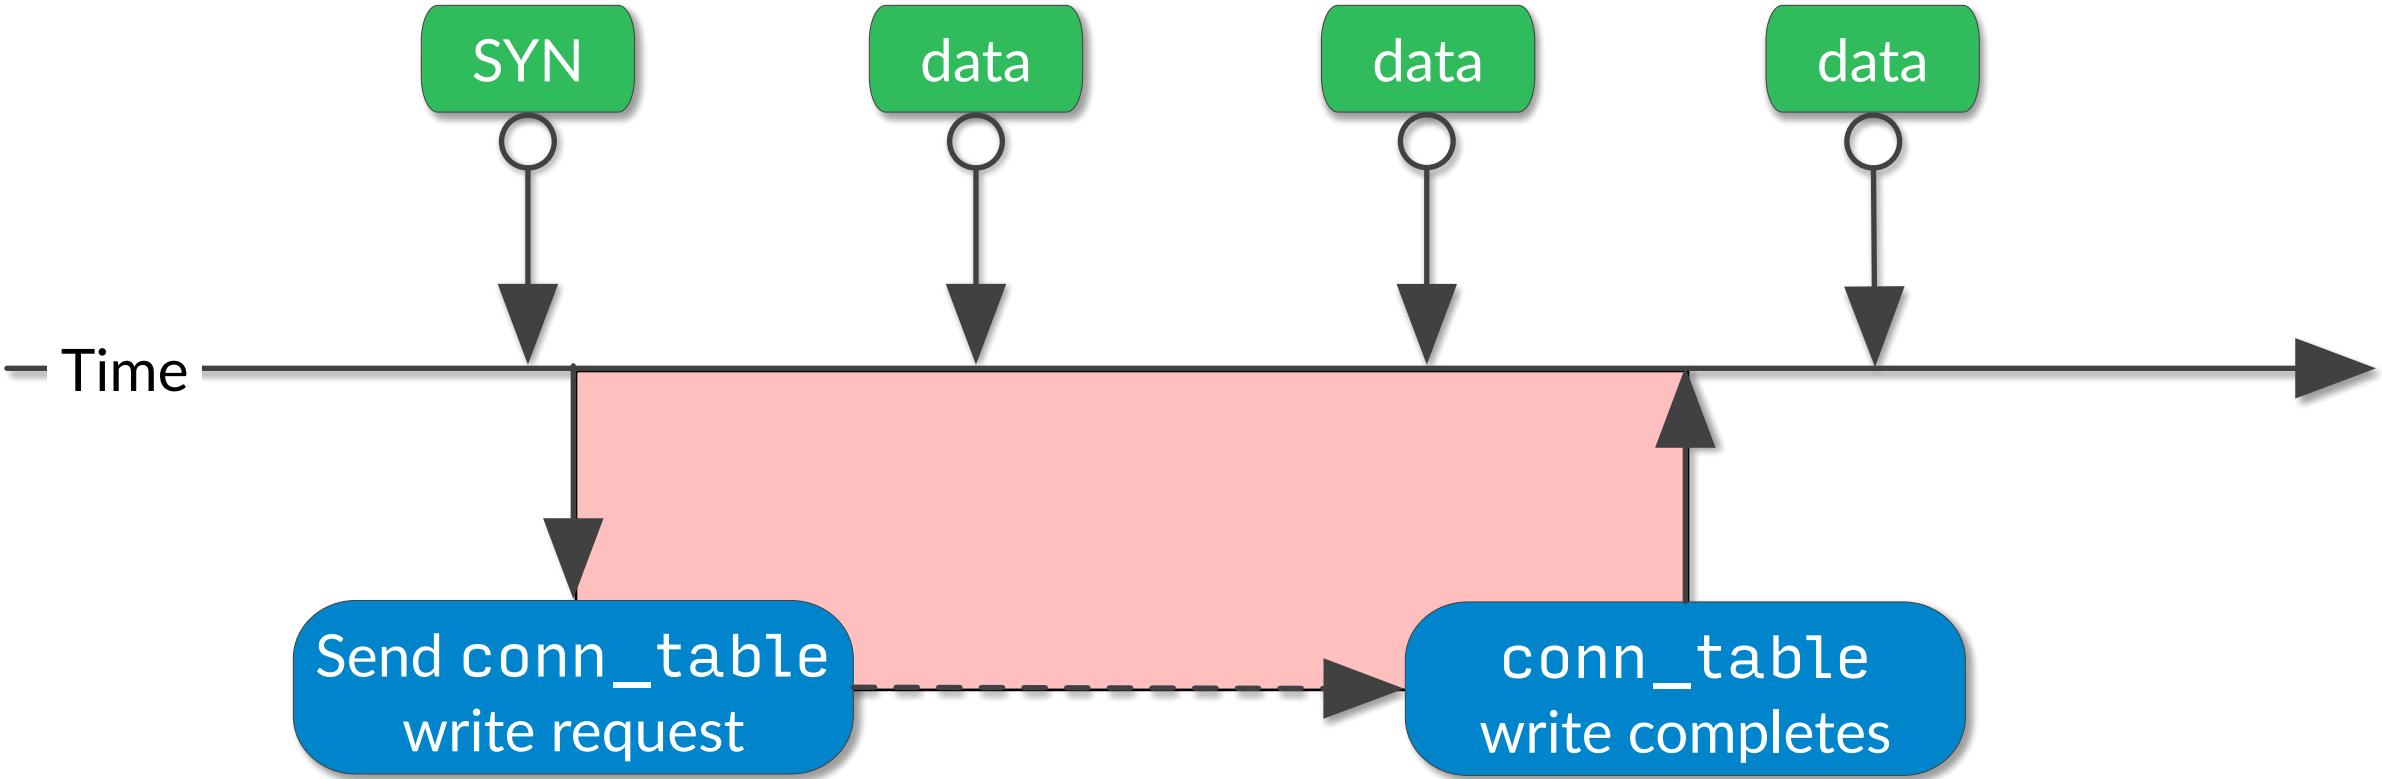 SYN
data
data
data
Time
Send conn_table
write request
conn_table
write completes